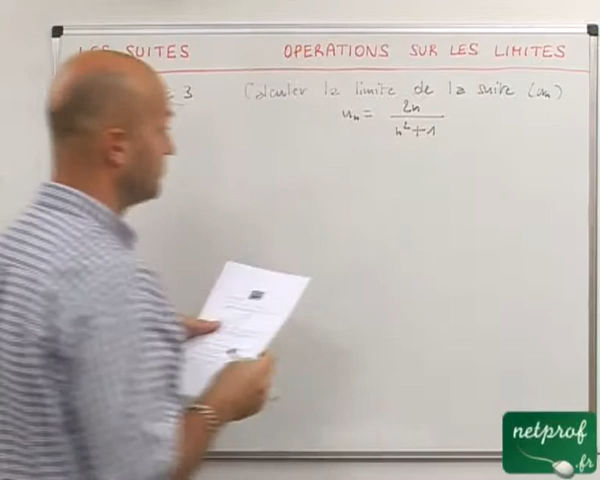 LES SUITES OPERATIONS SUR LES LIMITES
3 Calculer la limite de la suite (un)
un = 2n
n²+1
netprof
.fr